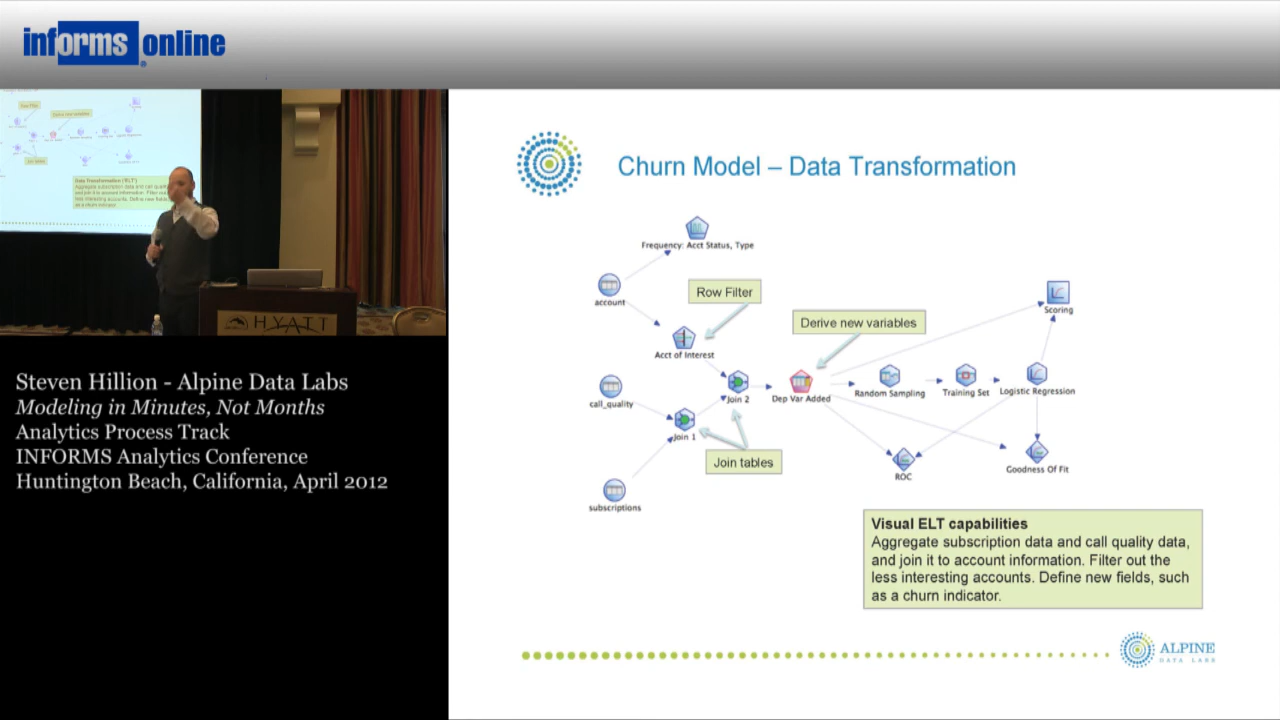 informs online
®
Churn Model – Data Transformation
Frequency: Acct Status, Type
account
Row Filter
Scoring
Derive new variables
Acct of Interest
call_quality
Join 2
Dep Var Added
Random Sampling
Training Set
Logistic Regression
Join 1
Join tables
ROC
Goodness Of Fit
subscriptions
Visual ELT capabilities
Aggregate subscription data and call quality data,
and join it to account information. Filter out the
less interesting accounts. Define new fields, such
as a churn indicator.
ALPINE
DATA LABS
HYATT
Steven Hillion - Alpine Data Labs
Modeling in Minutes, Not Months
Analytics Process Track
INFORMS Analytics Conference
Huntington Beach, California, April 2012